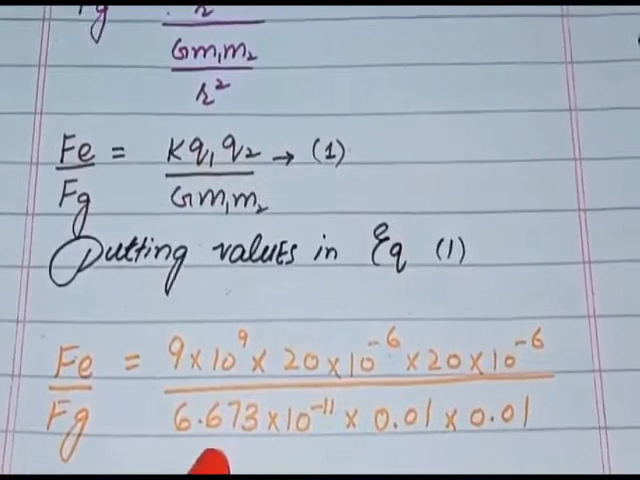 Gm₁m₂
r²
Fe/Fg = Kq₁q₂/Gm₁m₂ → (1)
Putting values in Eq (1)
Fe/Fg = 9×10⁹ × 20×10⁻⁶ × 20×10⁻⁶ / 6.673×10⁻¹¹ × 0.01 × 0.01